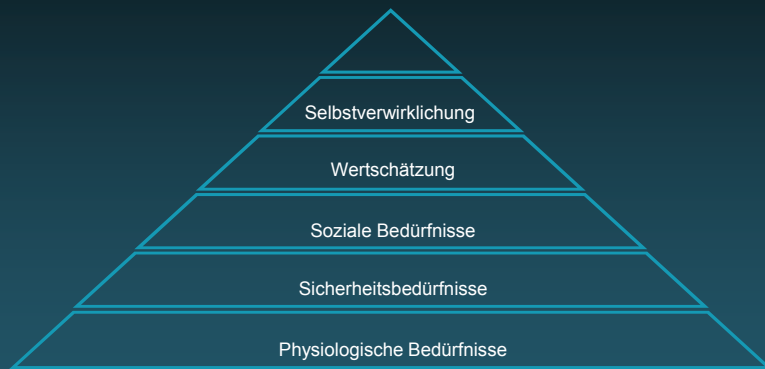 Selbstverwirklichung
Wertschätzung
Soziale Bedürfnisse
Sicherheitsbedürfnisse
Physiologische Bedürfnisse